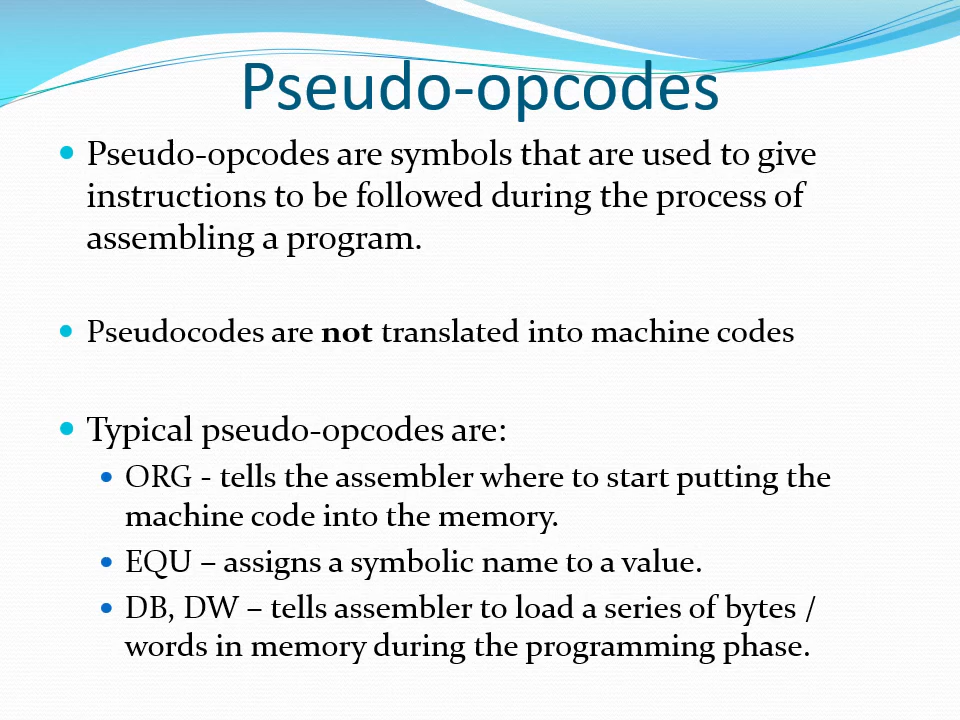 Pseudo-opcodes
Pseudo-opcodes are symbols that are used to give
instructions to be followed during the process of
assembling a program.
Pseudocodes are not translated into machine codes
Typical pseudo-opcodes are:
ORG - tells the assembler where to start putting the
machine code into the memory.
EQU – assigns a symbolic name to a value.
DB, DW – tells assembler to load a series of bytes /
words in memory during the programming phase.